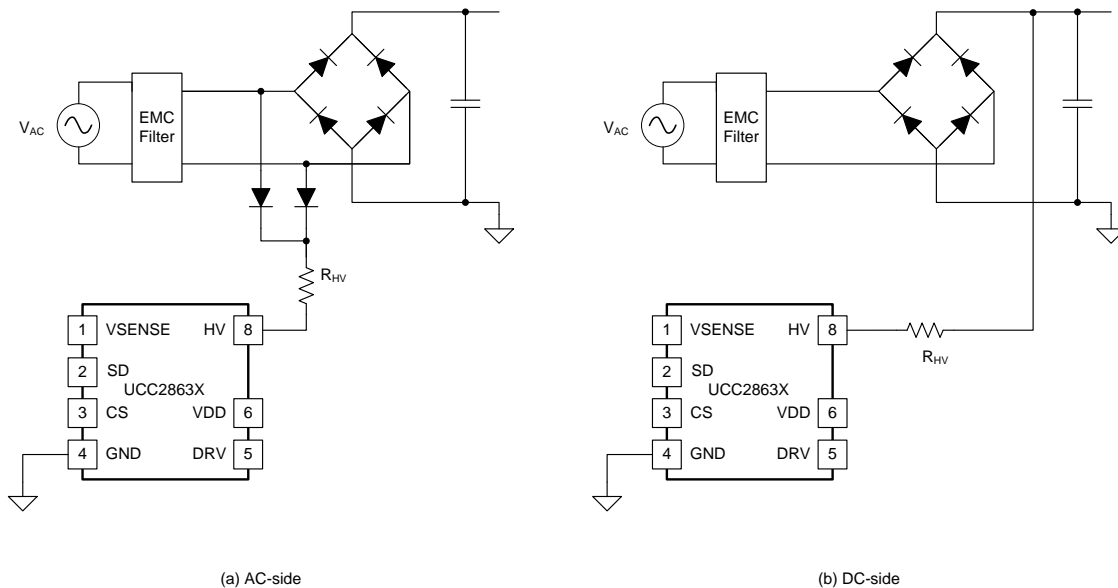 EMC
Filter
VAC
RHV
1 VSENSE HV 8
2 SD
UCC2863X
3 CS VDD 6
4 GND DRV 5
(a) AC-side
EMC
Filter
VAC
1 VSENSE HV 8
RHV
2 SD
UCC2863X
3 CS VDD 6
4 GND DRV 5
(b) DC-side